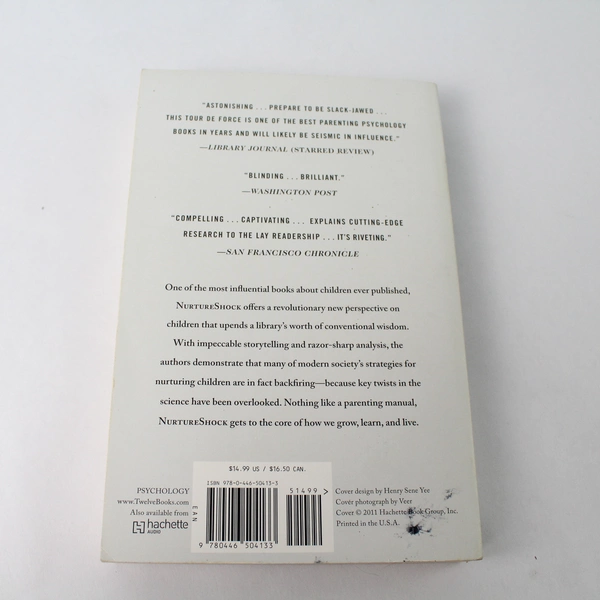 "ASTONISHING . . . PREPARE TO BE SLACK-JAWED . . .
THIS TOUR DE FORCE IS ONE OF THE BEST PARENTING PSYCHOLOGY
BOOKS IN YEARS AND WILL LIKELY BE SEISMIC IN INFLUENCE."
—LIBRARY JOURNAL (STARRED REVIEW)
"BLINDING . . . BRILLIANT."
—WASHINGTON POST
"COMPELLING . . . CAPTIVATING . . . EXPLAINS CUTTING-EDGE
RESEARCH TO THE LAY READERSHIP . . . IT'S RIVETING."
—SAN FRANCISCO CHRONICLE
One of the most influential books about children ever published,
NURTURESHOCK offers a revolutionary new perspective on
children that upends a library's worth of conventional wisdom.
With impeccable storytelling and razor-sharp analysis, the
authors demonstrate that many of modern society's strategies for
nurturing children are in fact backfiring—because key twists in the
science have been overlooked. Nothing like a parenting manual,
NURTURESHOCK gets to the core of how we grow, learn, and live.
PSYCHOLOGY
www.TwelveBooks.com
Also available from
hachette
AUDIO
EAN
$14.99 US / $16.50 CAN.
ISBN 978-0-446-50413-3
51499 >
9 780446 504133
Cover design by Henry Sene Yee
Cover photograph by Veer
Cover © 2011 Hachette Book Group, Inc.
Printed in the U.S.A.